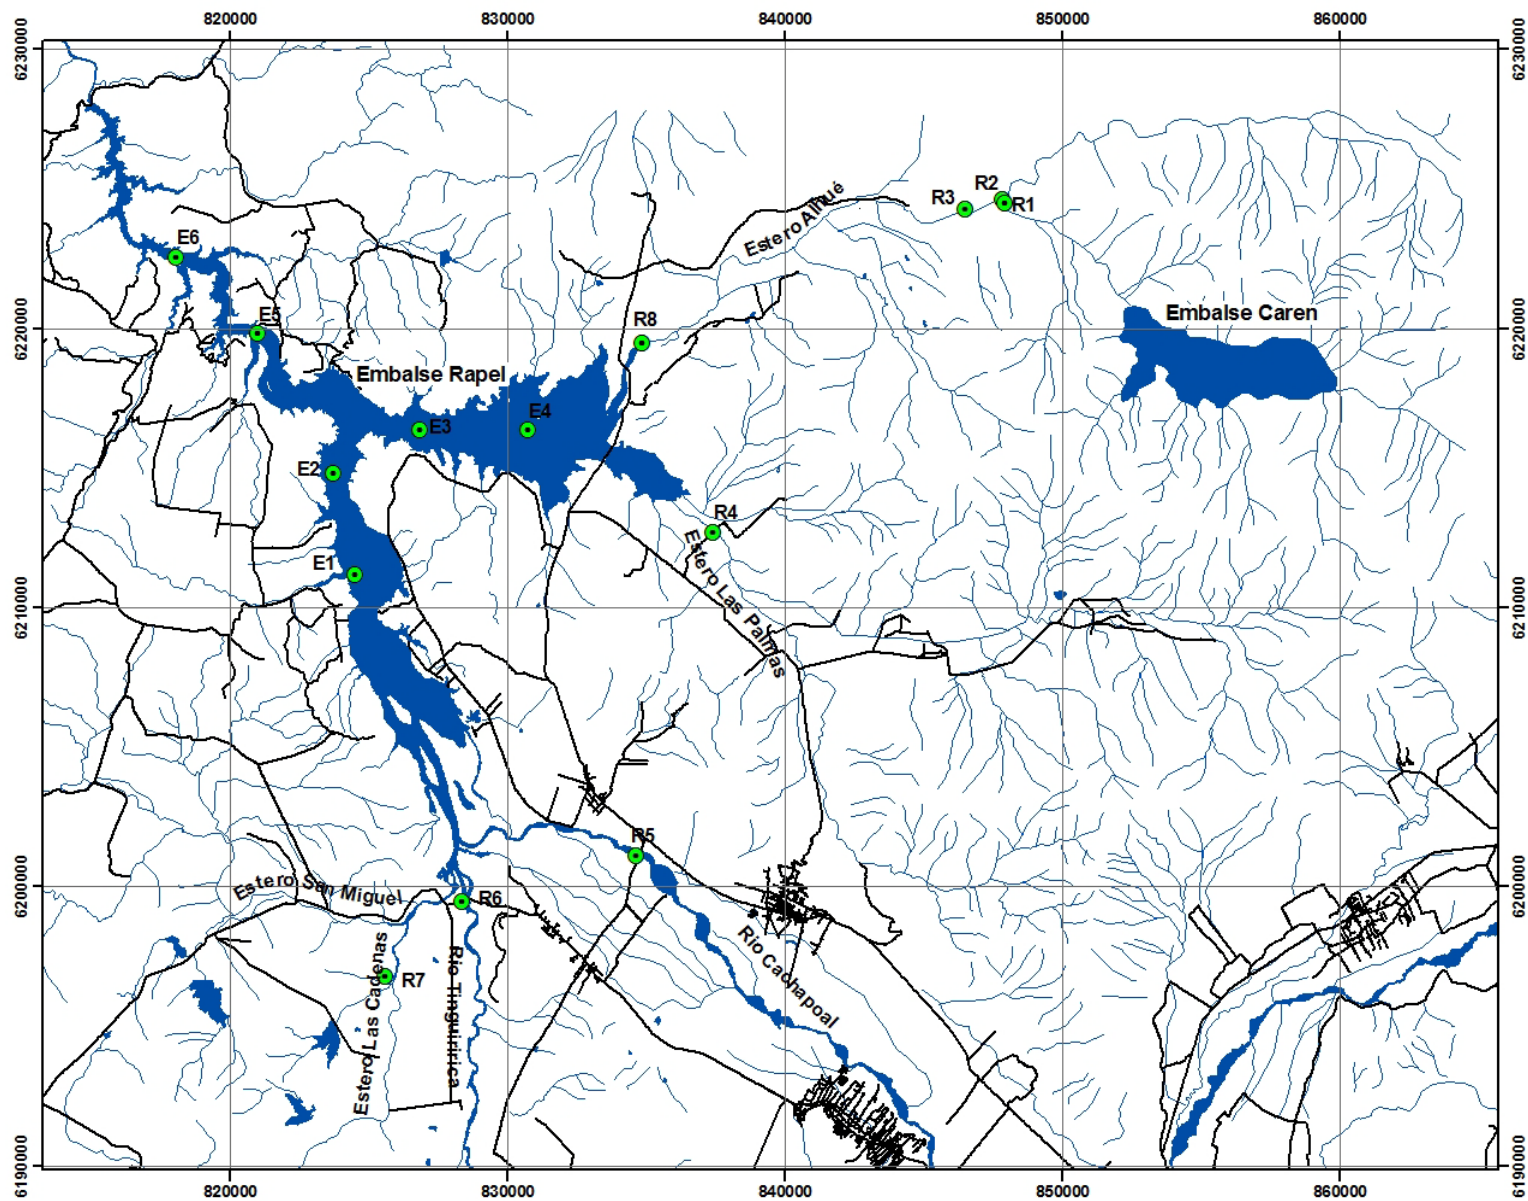 820000
830000
840000
850000
860000
6230000
6230000
R2
R3
R1
Estero Alhué
E6
E5
R8
6220000
Embalse Caren
6220000
Embalse Rapel
E4
E3
E2
R4
Estero Las Palmas
E1
6210000
6210000
R5
Estero San Miguel
R6
6200000
6200000
Rio Cachapoal
R7
Estero Las Cadenas
Rio Tinguiririca
6190000
6190000
820000
830000
840000
850000
860000